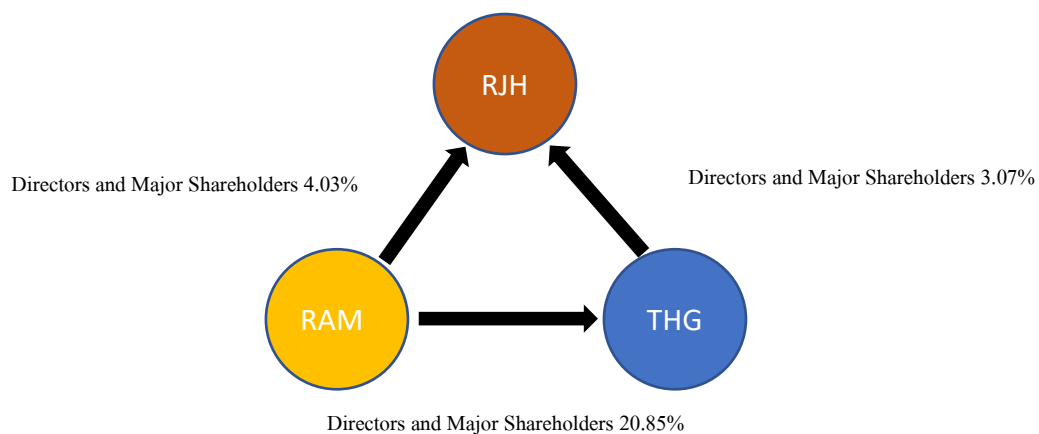 RJH
Directors and Major Shareholders 4.03%
Directors and Major Shareholders 3.07%
RAM
THG
Directors and Major Shareholders 20.85%